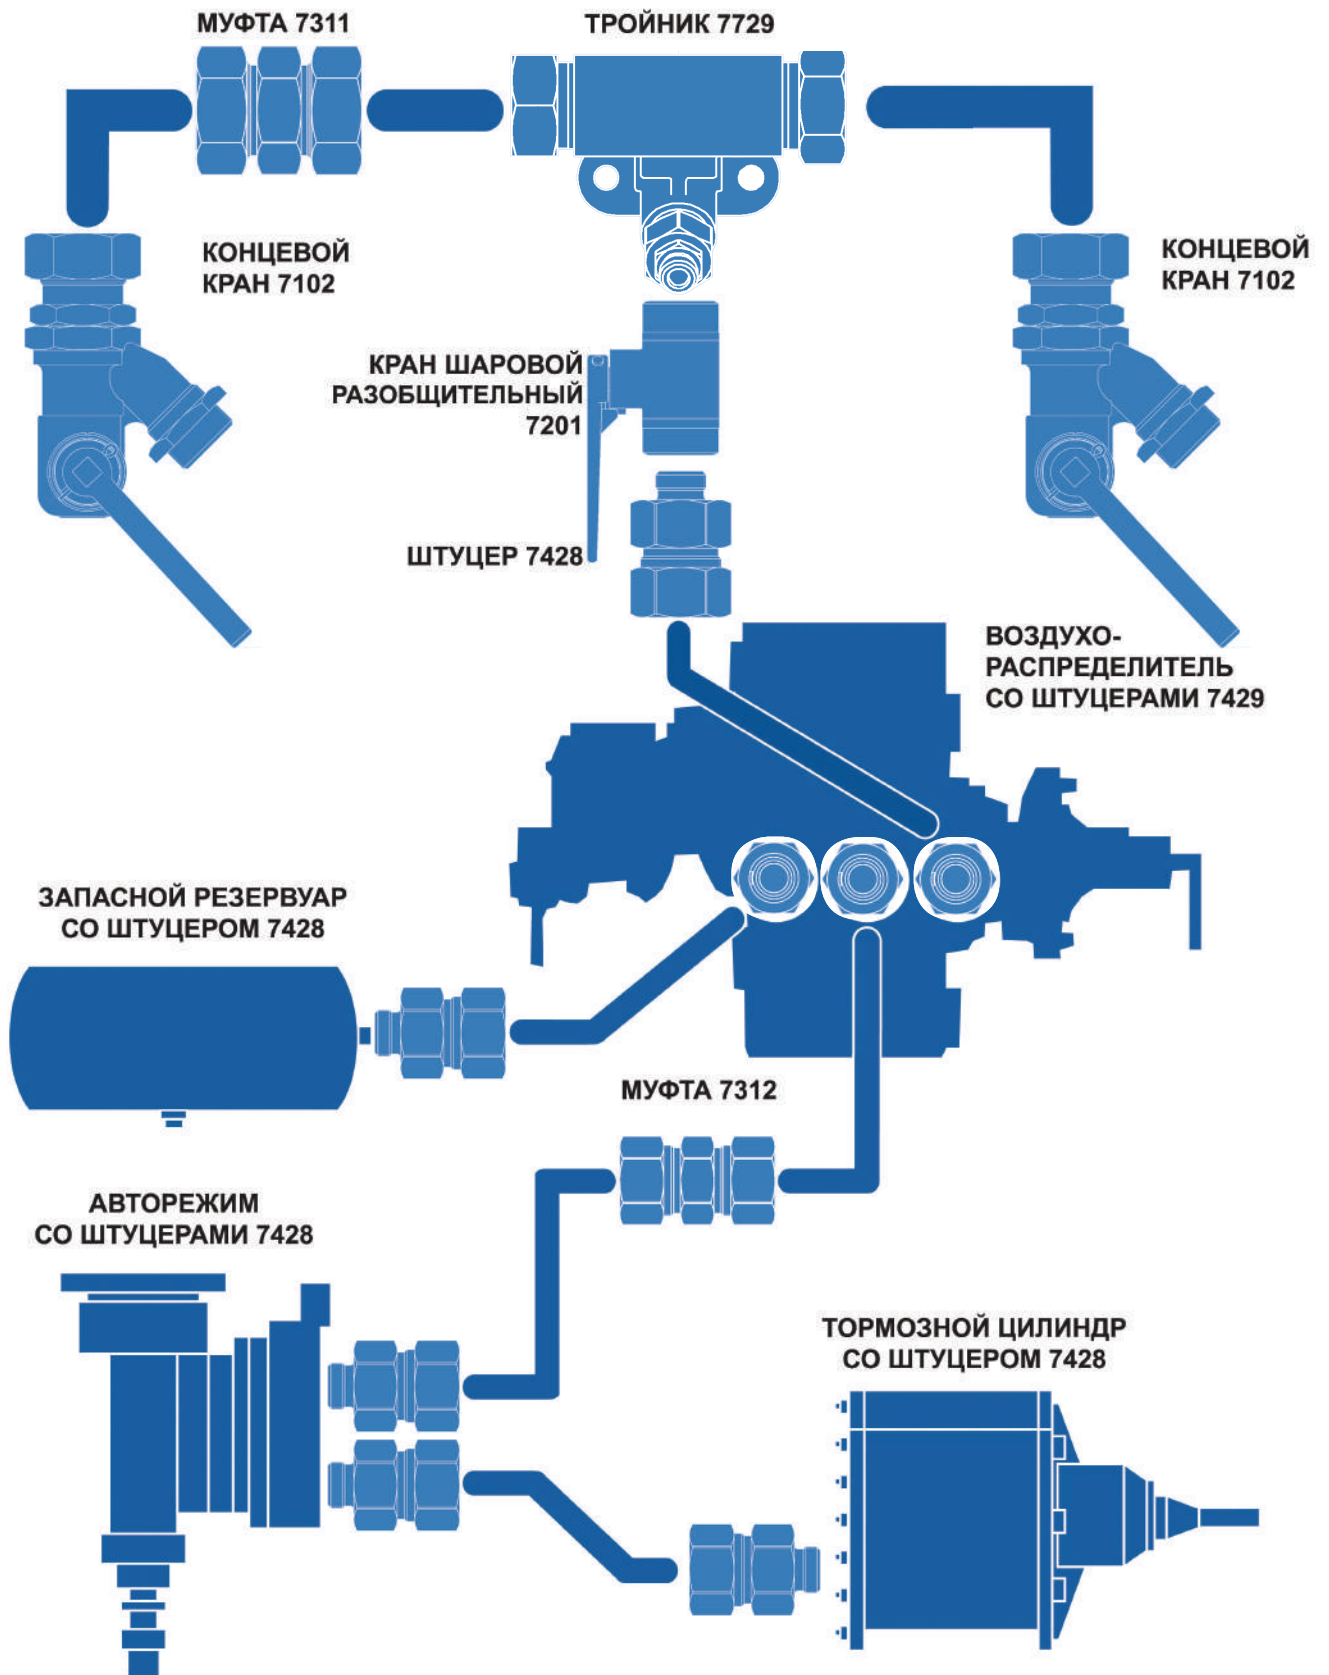 МУФТА 7311
ТРОЙНИК 7729
КОНЦЕВОЙ
КРАН 7102
КОНЦЕВОЙ
КРАН 7102
КРАН ШАРОВОЙ
РАЗОБЩИТЕЛЬНЫЙ
7201
ШТУЦЕР 7428
ВОЗДУХО-
РАСПРЕДЕЛИТЕЛЬ
СО ШТУЦЕРАМИ 7429
ЗАПАСНОЙ РЕЗЕРВУАР
СО ШТУЦЕРОМ 7428
МУФТА 7312
АВТОРЕЖИМ
СО ШТУЦЕРАМИ 7428
ТОРМОЗНОЙ ЦИЛИНДР
СО ШТУЦЕРОМ 7428